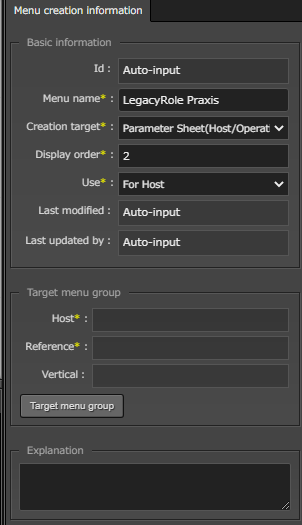 Menu creation information
Basic information
Id : Auto-input
Menu name* : LegacyRole Praxis
Creation target* : Parameter Sheet(Host/Operat
Display order* : 2
Use* : For Host
Last modified : Auto-input
Last updated by : Auto-input
Target menu group
Host* :
Reference* :
Vertical :
Target menu group
Explanation